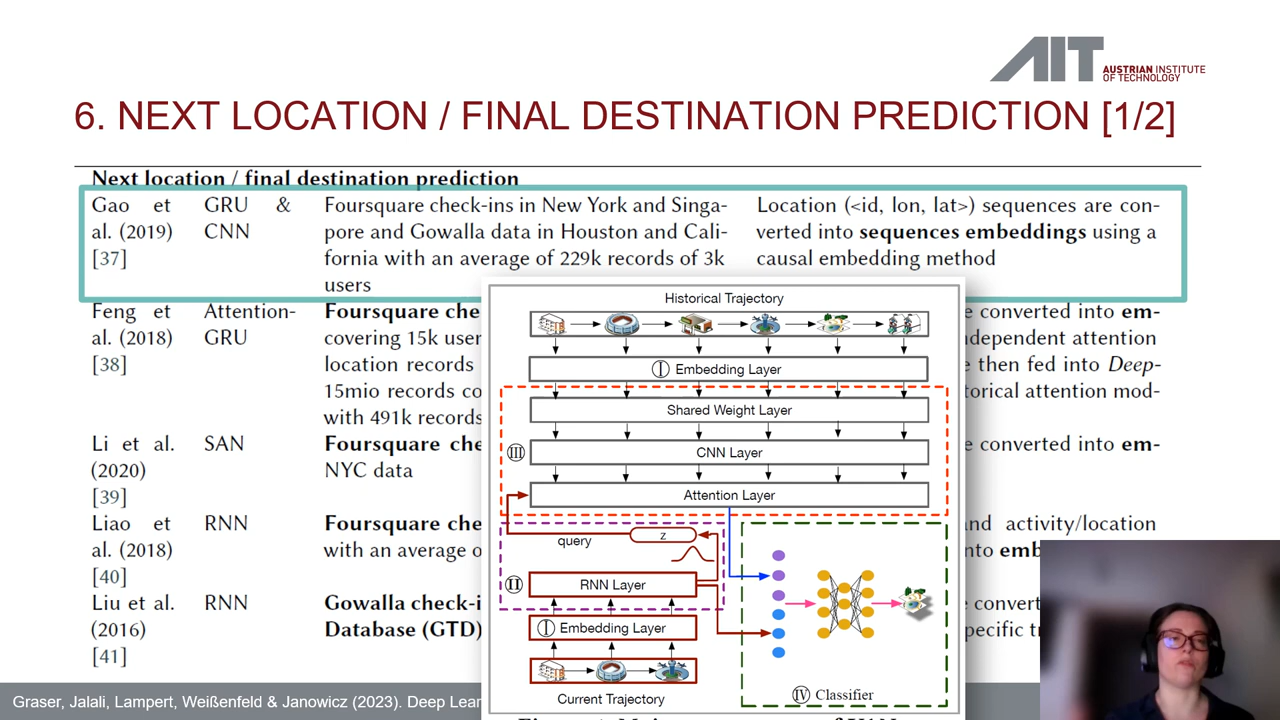 AIT
AUSTRIAN INSTITUTE
OF TECHNOLOGY
6. NEXT LOCATION / FINAL DESTINATION PREDICTION [1/2]
Next location / final destination prediction
Gao et al. (2019) [37]
GRU & CNN
Foursquare check-ins in New York and Singa-
pore and Gowalla data in Houston and Cali-
fornia with an average of 229k records of 3k
users
Location (<id, lon, lat>) sequences are con-
verted into sequences embeddings using a
causal embedding method
Feng et al. (2018) [38]
Attention-
GRU
Foursquare che
covering 15k user
location records
15mio records co
with 491k records
e converted into em-
dependent attention
e then fed into Deep-
torical attention mod-
Li et al. (2020) [39]
SAN
Foursquare che
NYC data
e converted into em-
Liao et al. (2018) [40]
RNN
Foursquare che
with an average o
and activity/location
nto emb
Liu et al. (2016) [41]
RNN
Gowalla check-i
Database (GTD)
e convert
pecific tr
Historical Trajectory
I Embedding Layer
Shared Weight Layer
III
CNN Layer
Attention Layer
query
z
II
RNN Layer
I Embedding Layer
Current Trajectory
IV Classifier
Graser, Jalali, Lampert, Weißenfeld & Janowicz (2023). Deep Lear